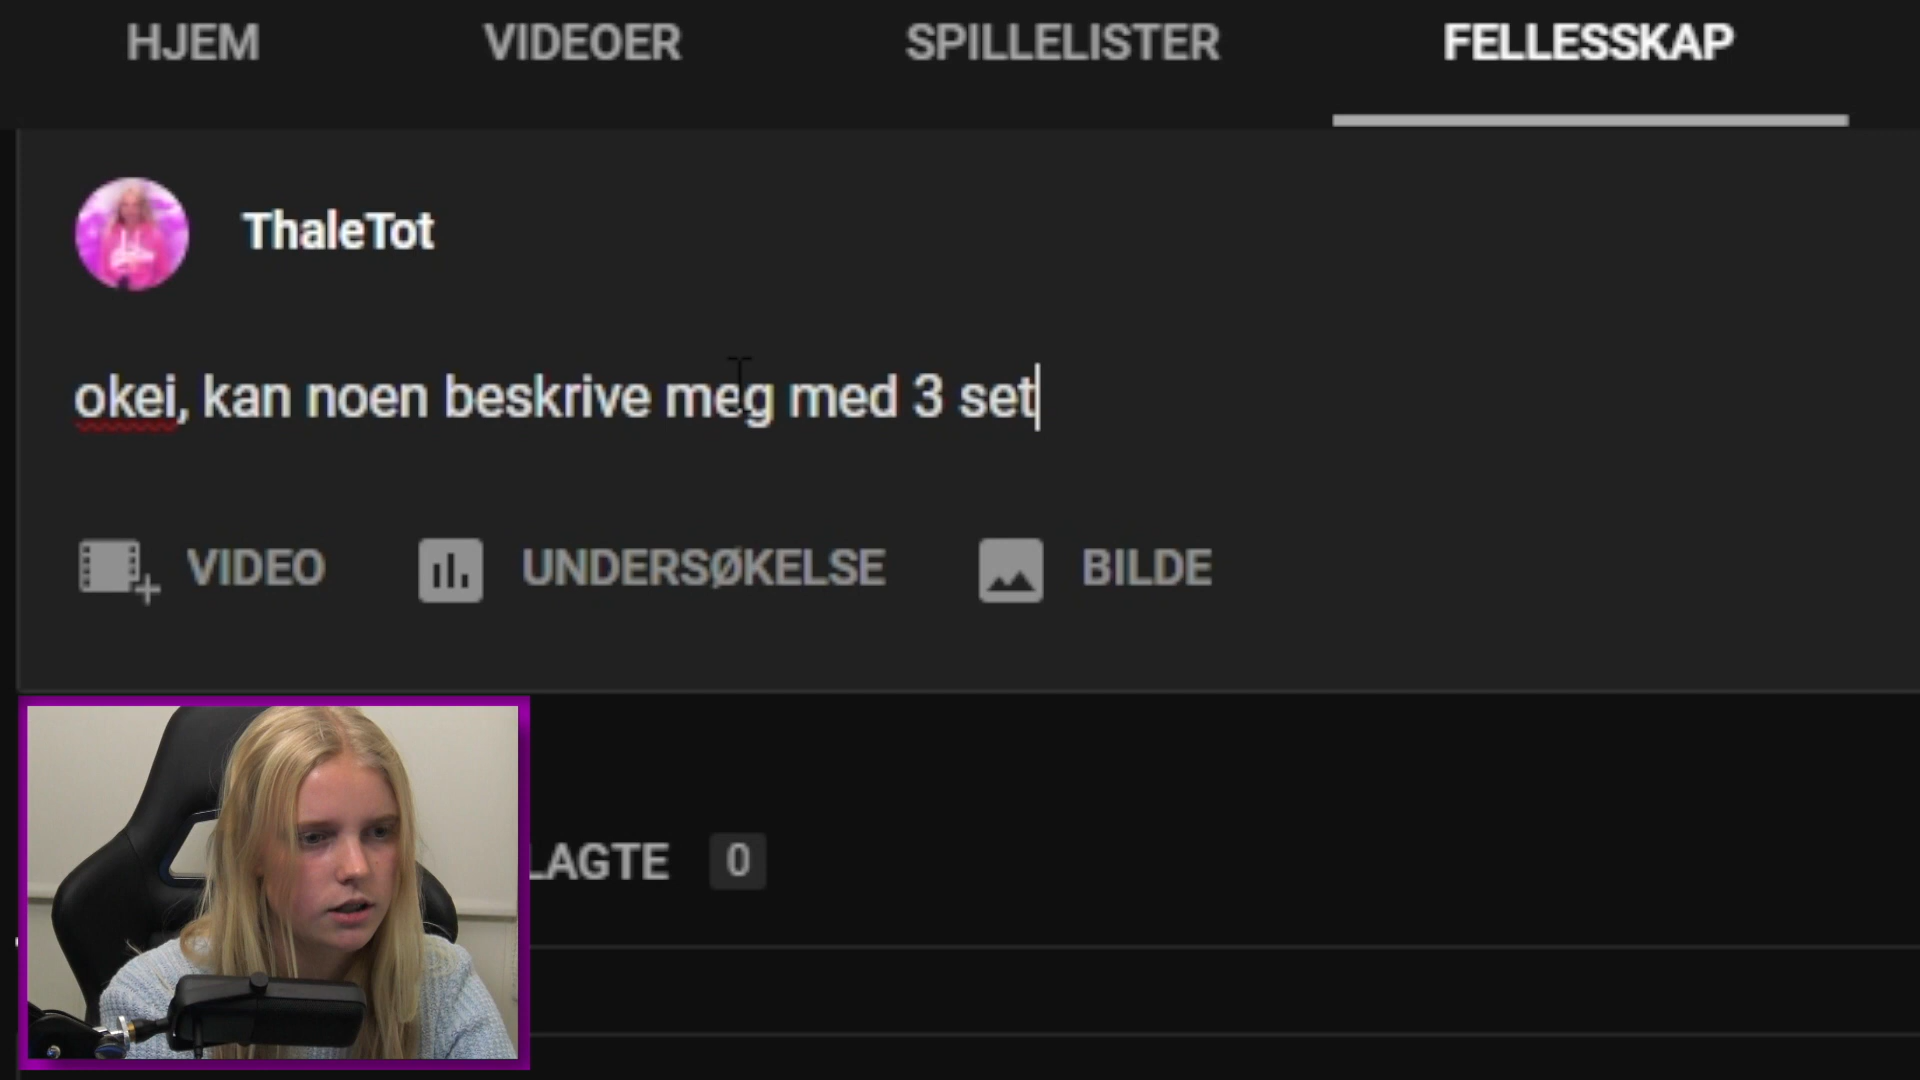 HJEM VIDEOER SPILLELISTER FELLESSKAP
ThaleTot
okei, kan noen beskrive meg med 3 set
VIDEO UNDERSØKELSE BILDE
LAGTE 0